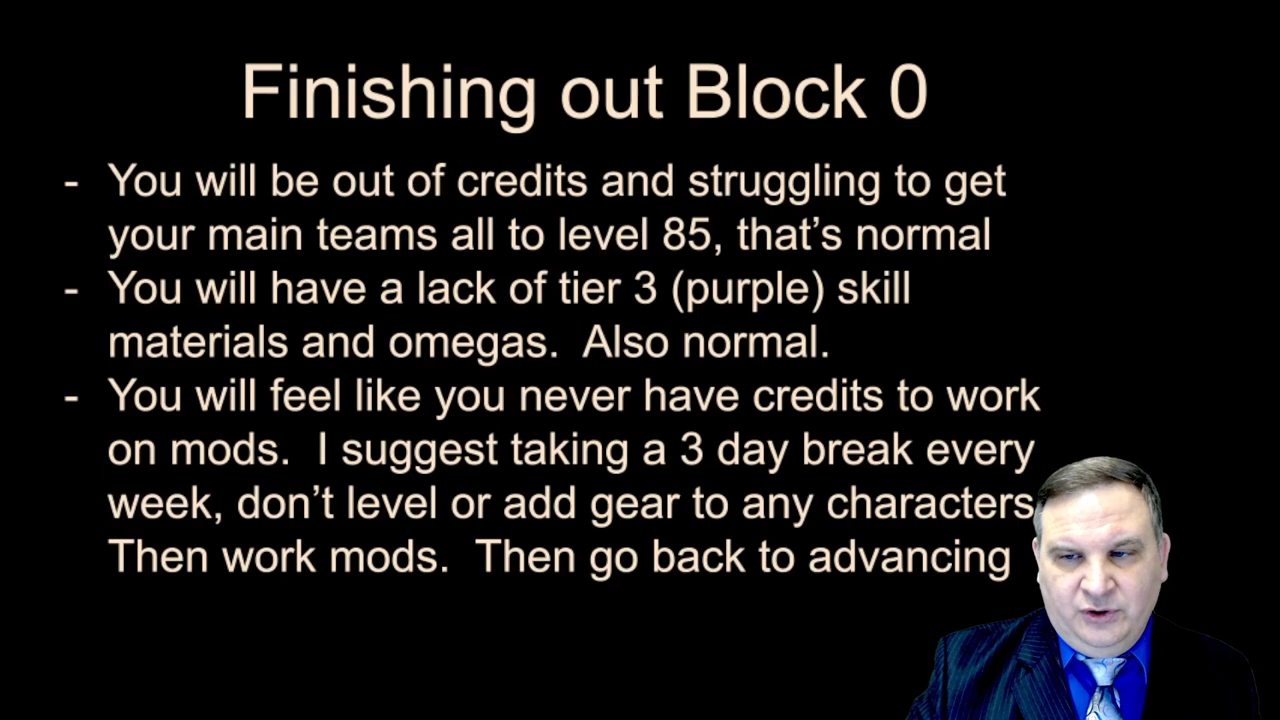 Finishing out Block 0
- You will be out of credits and struggling to get
your main teams all to level 85, that’s normal
- You will have a lack of tier 3 (purple) skill
materials and omegas.  Also normal.
- You will feel like you never have credits to work
on mods.  I suggest taking a 3 day break every
week, don’t level or add gear to any characters
Then work mods.  Then go back to advancing